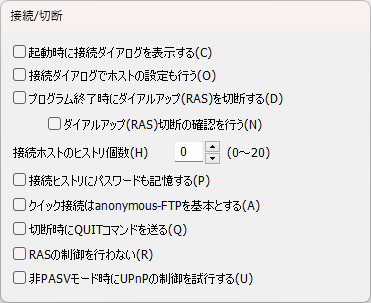 接続/切断
起動時に接続ダイアログを表示する(C)
接続ダイアログでホストの設定も行う(O)
プログラム終了時にダイアルアップ(RAS)を切断する(D)
ダイアルアップ(RAS)切断の確認を行う(N)
接続ホストのヒストリ個数(H) 0 (0～20)
接続ヒストリにパスワードも記憶する(P)
クイック接続はanonymous-FTPを基本とする(A)
切断時にQUITコマンドを送る(Q)
RASの制御を行わない(R)
非PASVモード時にUPnPの制御を試行する(U)